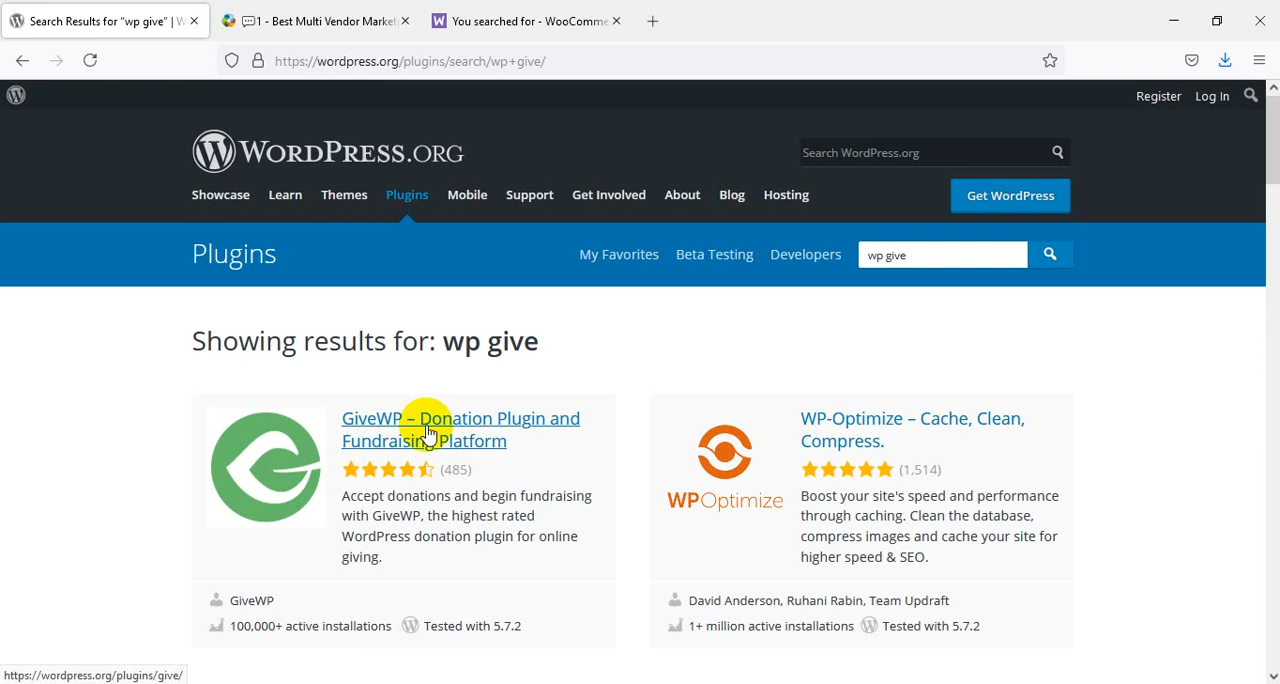 Search Results for "wp give" | W
1 - Best Multi Vendor Market
You searched for - WooComme
https://wordpress.org/plugins/search/wp+give/
Register Log In
WORDPRESS.ORG
Search WordPress.org
Showcase Learn Themes Plugins Mobile Support Get Involved About Blog Hosting
Get WordPress
Plugins
My Favorites Beta Testing Developers
wp give
Showing results for: wp give
GiveWP – Donation Plugin and
Fundraising Platform
(485)
Accept donations and begin fundraising
with GiveWP, the highest rated
WordPress donation plugin for online
giving.
GiveWP
100,000+ active installations Tested with 5.7.2
WPOptimize
WP-Optimize – Cache, Clean,
Compress.
(1,514)
Boost your site's speed and performance
through caching. Clean the database,
compress images and cache your site for
higher speed & SEO.
David Anderson, Ruhani Rabin, Team Updraft
1+ million active installations Tested with 5.7.2
https://wordpress.org/plugins/give/